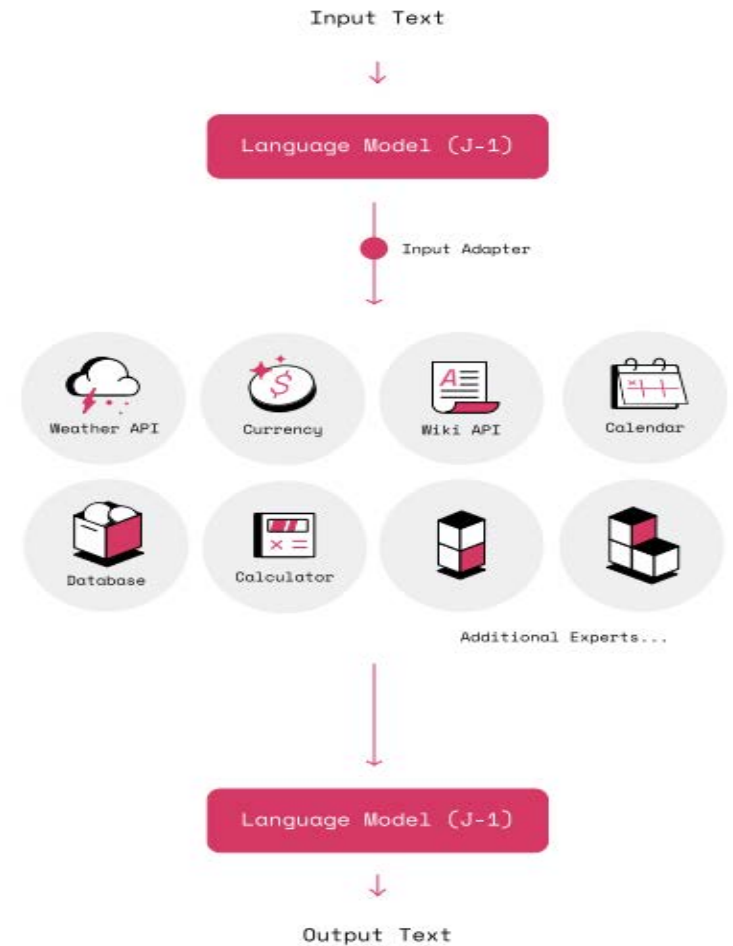 Input Text
Language Model (J-1)
Input Adapter
Weather API
Currency
Wiki API
Calendar
Database
Calculator
Additional Experts...
Language Model (J-1)
Output Text